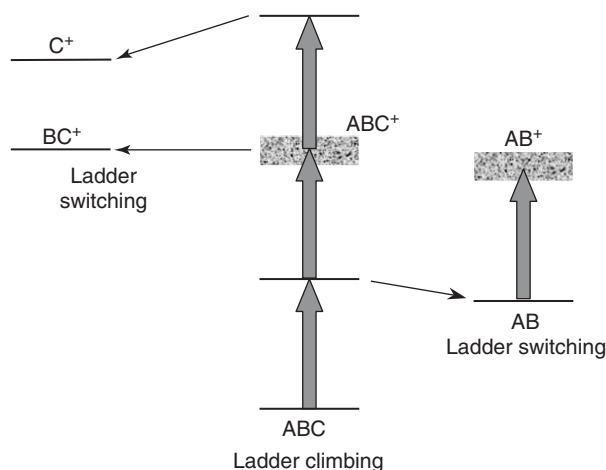 C⁺
ABC⁺
BC⁺
AB⁺
Ladder
switching
AB
Ladder switching
ABC
Ladder climbing